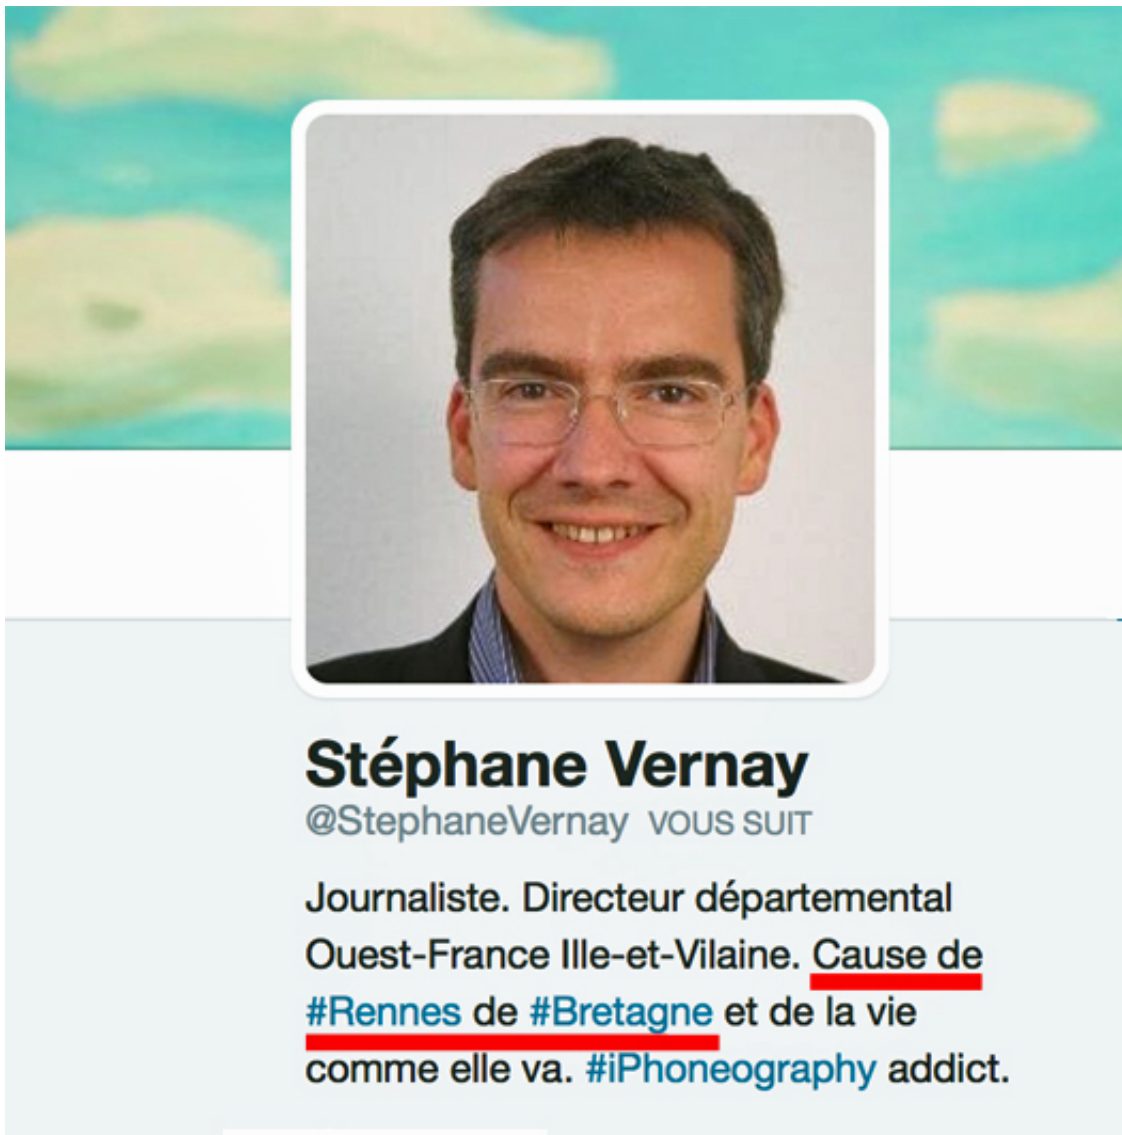 Stéphane Vernay
@StephaneVernay VOUS SUIT
Journaliste. Directeur départemental
Ouest-France Ille-et-Vilaine. Cause de
#Rennes de #Bretagne et de la vie
comme elle va. #iPhoneography addict.